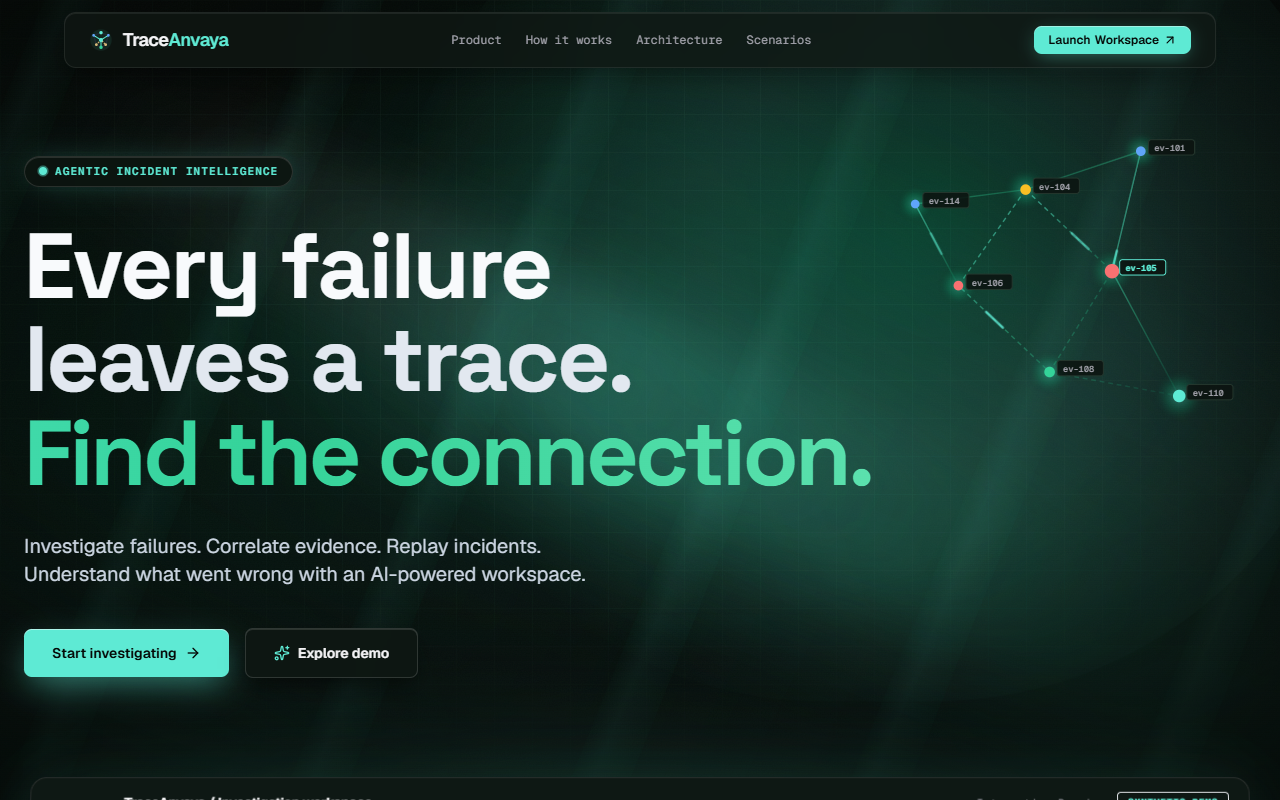 TraceAnvaya
Product
How it works
Architecture
Scenarios
Launch Workspace
AGENTIC INCIDENT INTELLIGENCE
ev-101
ev-104
ev-114
ev-105
ev-106
ev-108
ev-110
Every failure
leaves a trace.
Find the connection.
Investigate failures. Correlate evidence. Replay incidents.
Understand what went wrong with an AI-powered workspace.
Start investigating
Explore demo